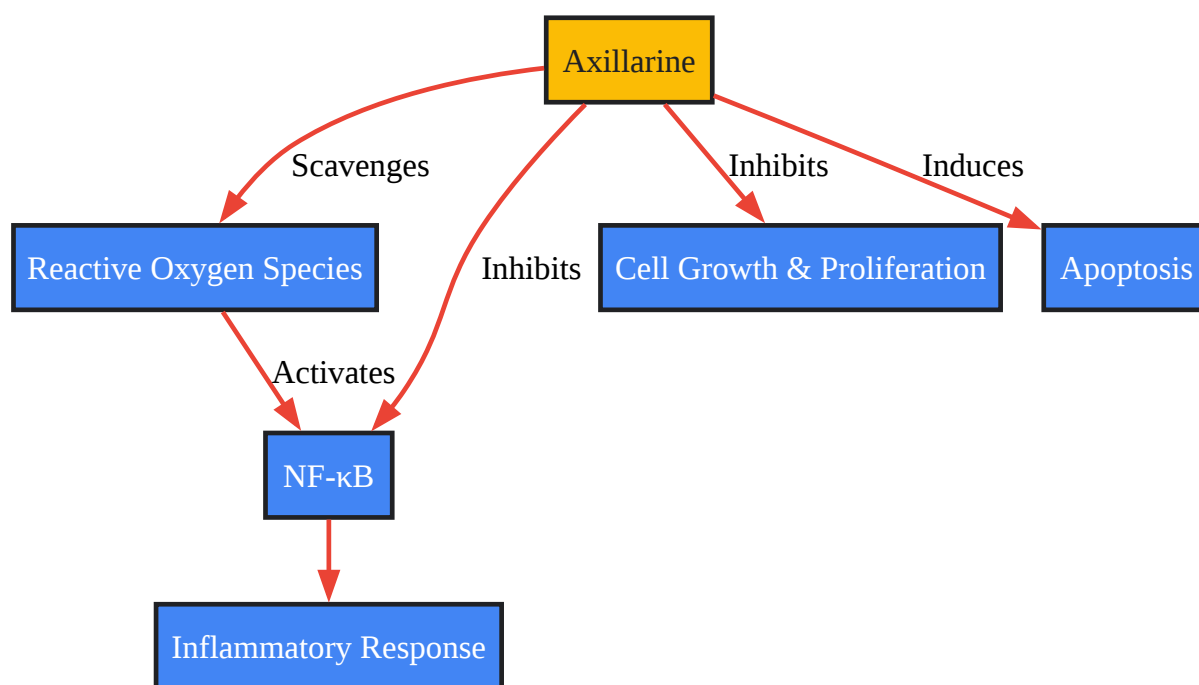 Axillarine
Scavenges
Inhibits
Induces
Reactive Oxygen Species
Inhibits
Cell Growth & Proliferation
Apoptosis
Activates
NF-κB
Inflammatory Response